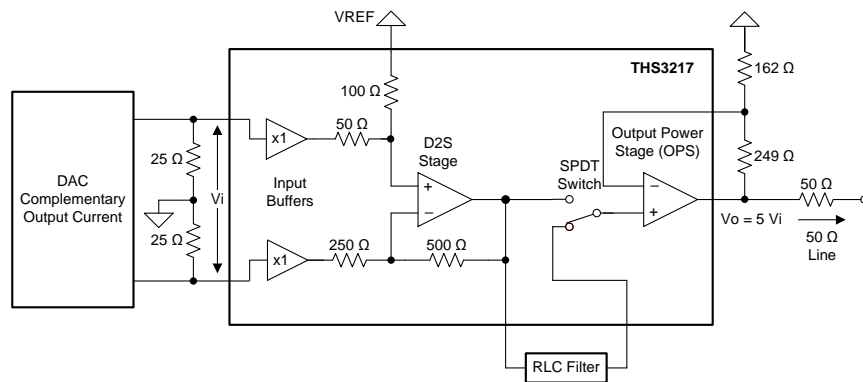 VREF
THS3217
162 Ω
100 Ω
50 Ω
D2S
Stage
Output Power
Stage (OPS)
x1
25 Ω
+
SPDT
Switch
−
249 Ω
50 Ω
DAC
Complementary
Output Current
Vi
Input
Buffers
−
+
Vo = 5 Vi
50 Ω
Line
25 Ω
250 Ω
500 Ω
x1
RLC Filter